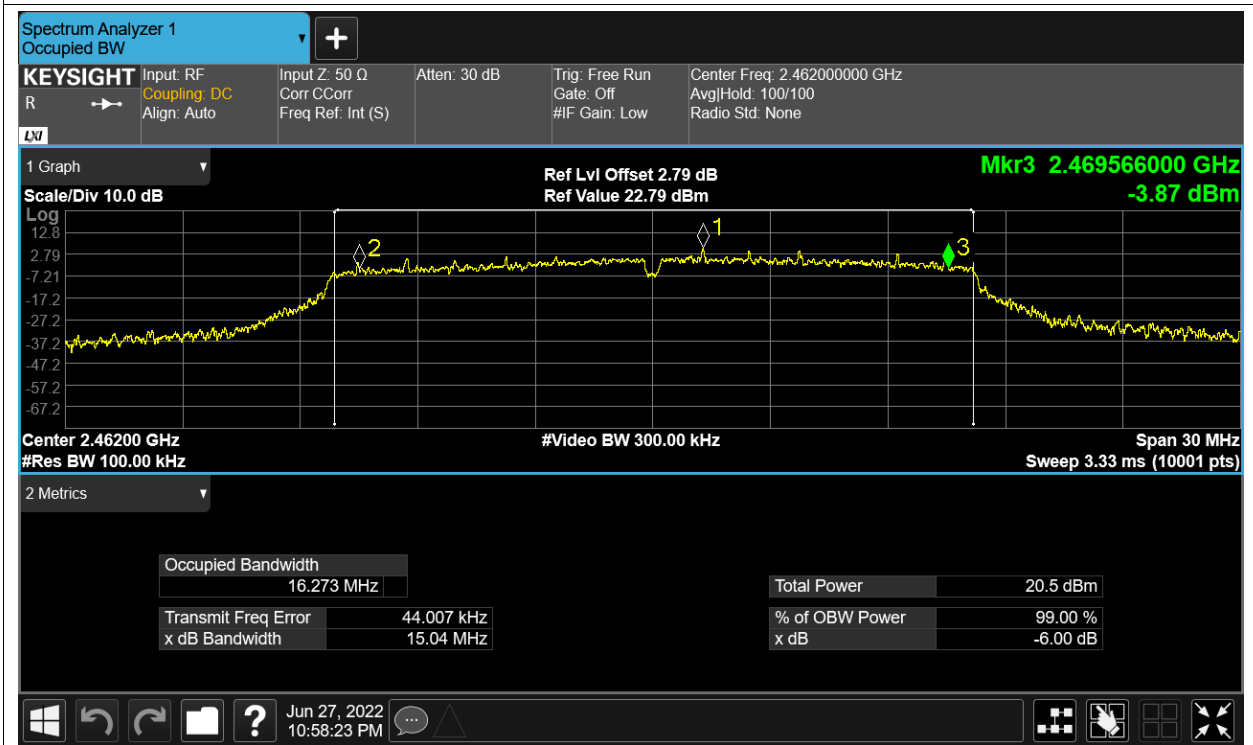 Spectrum Analyzer 1
Occupied BW
KEYSIGHT
R
LXI
Input: RF
Coupling: DC
Align: Auto
Input Z: 50 Ω
Corr CCorr
Freq Ref: Int (S)
Atten: 30 dB
Trig: Free Run
Gate: Off
#IF Gain: Low
Center Freq: 2.462000000 GHz
Avg|Hold: 100/100
Radio Std: None
1 Graph
Scale/Div 10.0 dB
Ref Lvl Offset 2.79 dB
Ref Value 22.79 dBm
Mkr3 2.469566000 GHz
-3.87 dBm
Log
12.8
2.79
-7.21
-17.2
-27.2
-37.2
-47.2
-57.2
-67.2
2
1
3
Center 2.46200 GHz
#Video BW 300.00 kHz
Span 30 MHz
#Res BW 100.00 kHz
Sweep 3.33 ms (10001 pts)
2 Metrics
Occupied Bandwidth
16.273 MHz
Total Power 20.5 dBm
Transmit Freq Error 44.007 kHz
% of OBW Power 99.00 %
x dB Bandwidth 15.04 MHz
x dB -6.00 dB
?
Jun 27, 2022
10:58:23 PM